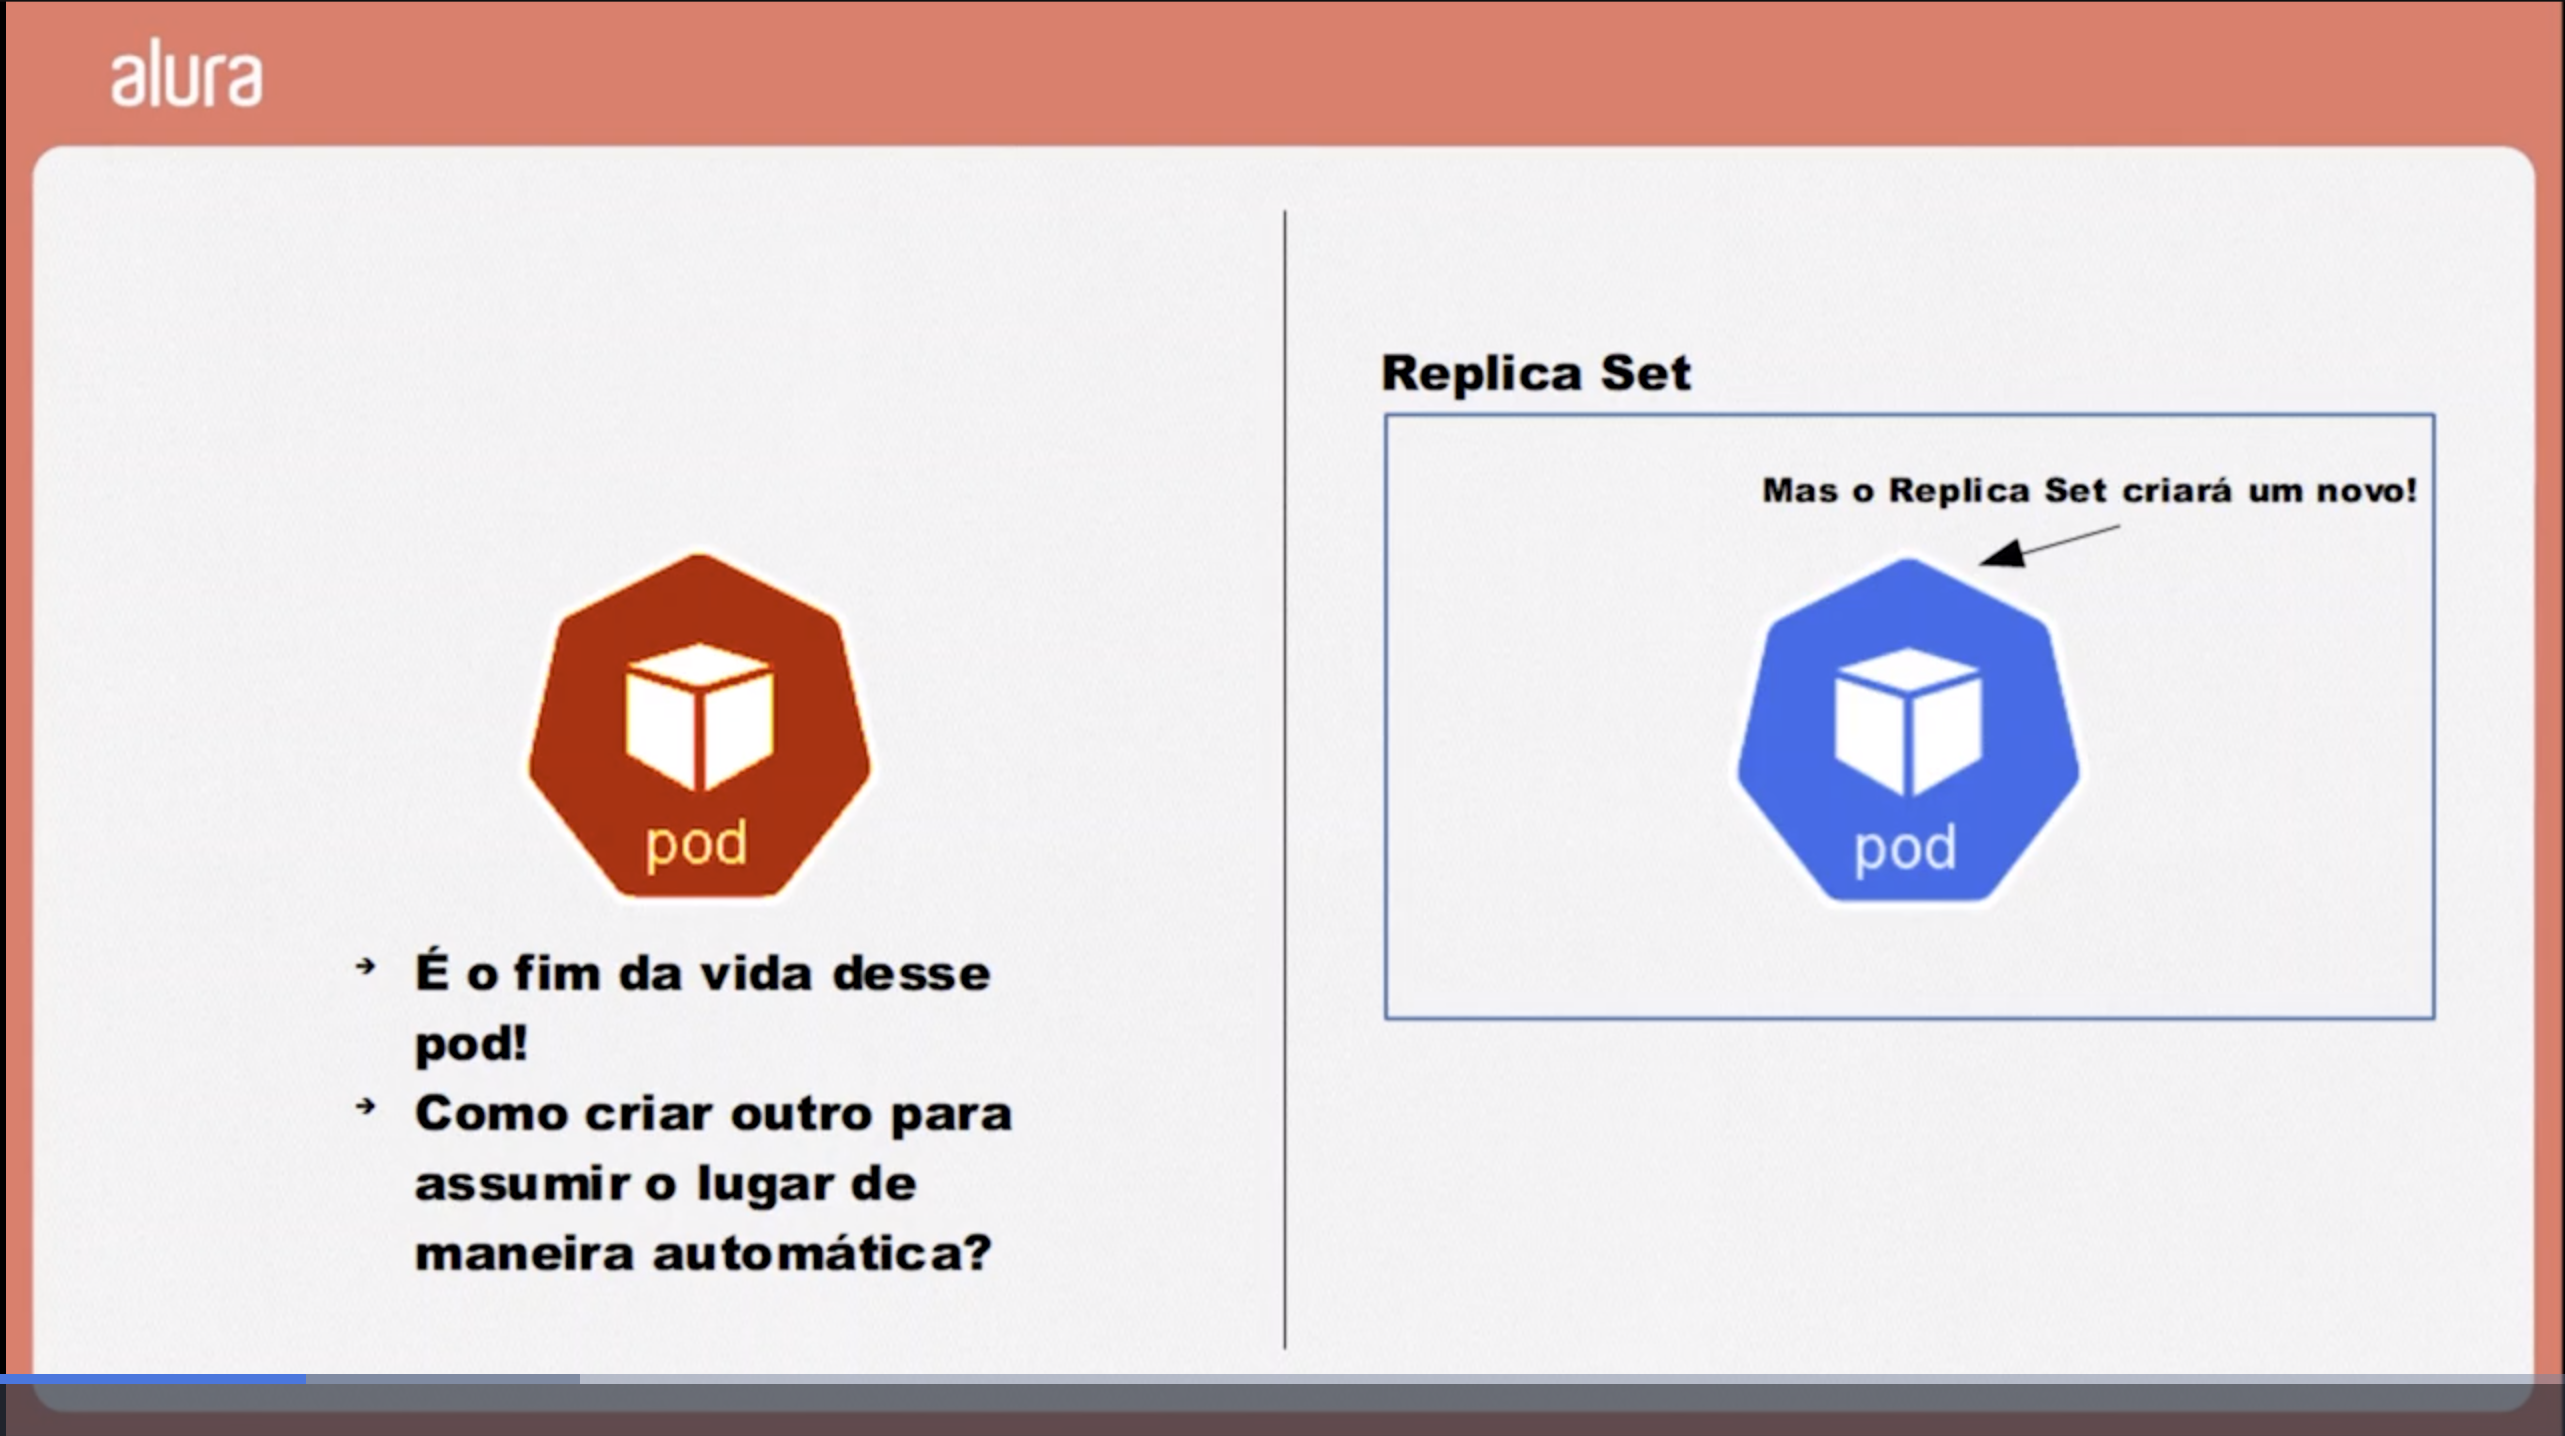 alura
pod
➔ É o fim da vida desse
pod!
➔ Como criar outro para
assumir o lugar de
maneira automática?
Replica Set
Mas o Replica Set criará um novo!
pod